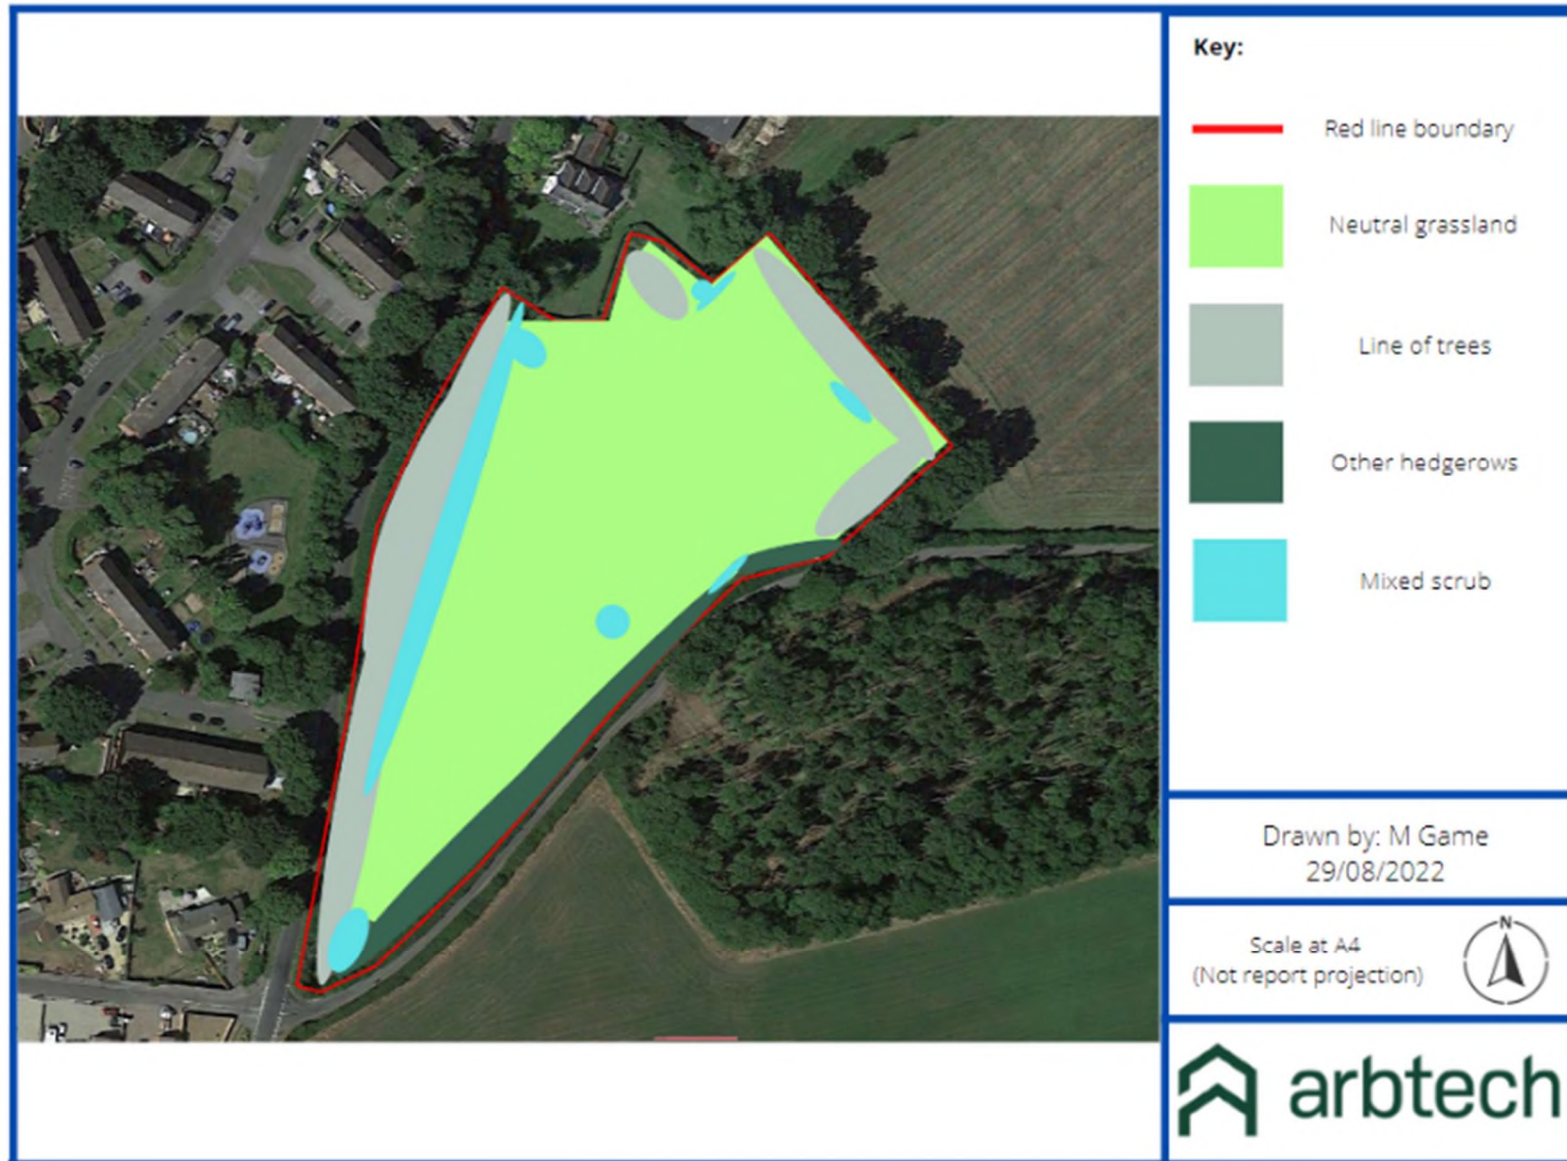 Key:
Red line boundary
Neutral grassland
Line of trees
Other hedgerows
Mixed scrub
Drawn by: M Game
29/08/2022
Scale at A4
(Not report projection)
N
arbtech